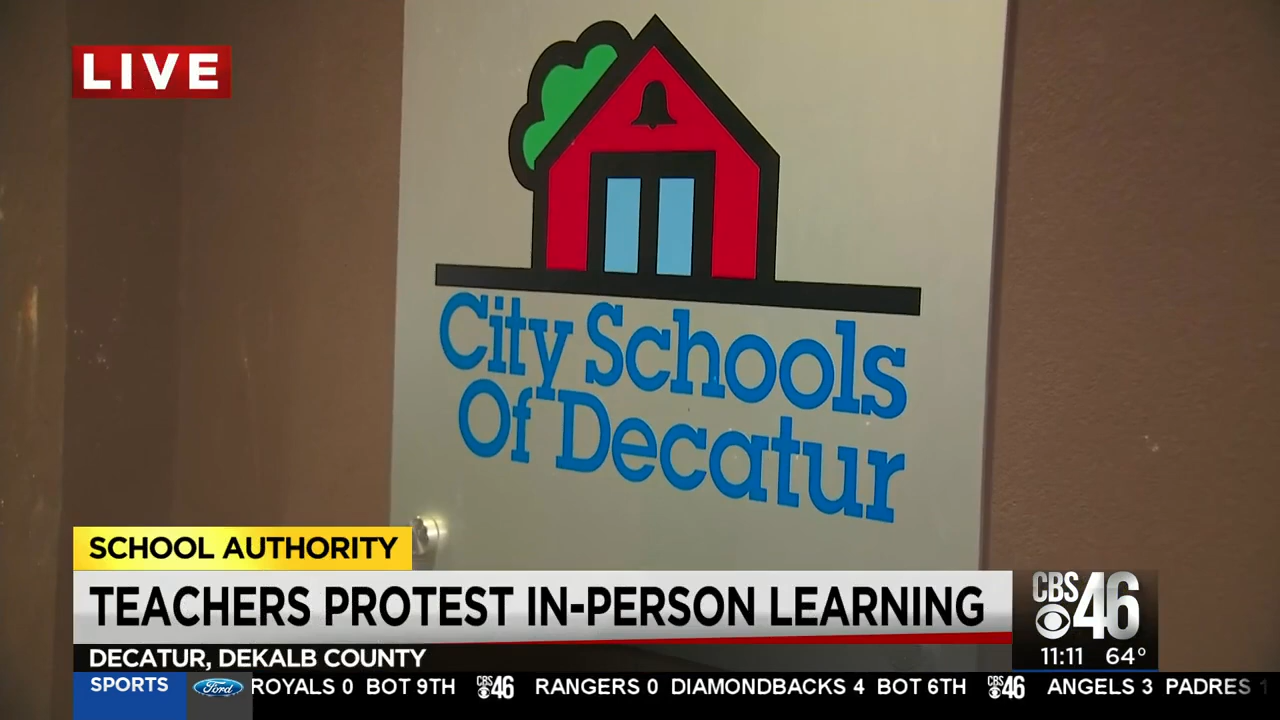 LIVE
City Schools
Of Decatur
SCHOOL AUTHORITY
TEACHERS PROTEST IN-PERSON LEARNING
CBS 46
DECATUR, DEKALB COUNTY
11:11 64°
SPORTS Ford ROYALS 0 BOT 9TH CBS 46 RANGERS 0 DIAMONDBACKS 4 BOT 6TH CBS 46 ANGELS 3 PADRES 1